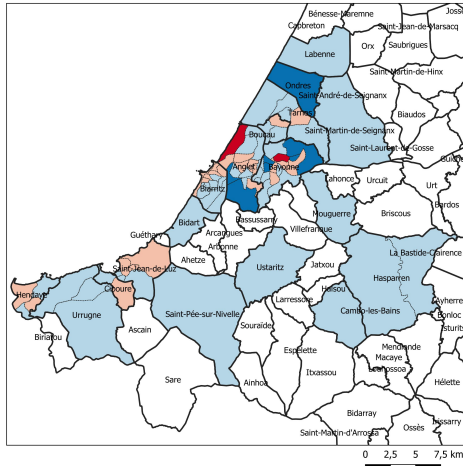 Bénesse-Maremne
Capbreton
Saint-Jean-de-Marsacq
Orx
Saubrigues
Labenne
Saint-Martin-de-Hinx
Ondres
Saint-André-de-Seignanx
Biaudos
Tarnos
Boucau
Saint-Martin-de-Seignanx
Saint-Laurent-de-Gosse
Anglet
Bayonne
Biarritz
Lahonce
Urcuit
Urt
Bardos
Mouguerre
Briscous
Bassussarry
Bidart
Villefranque
Arcangues
Arbonne
Guéthary
La Bastide-Clairence
Ahetze
Saint-Jean-de-Luz
Ustaritz
Jatxou
Hasparren
Ciboure
Hendaye
Halsou
Larressore
Cambo-les-Bains
Urrugne
Saint-Pée-sur-Nivelle
Souraïde
Biriatou
Ascain
Espelette
Itxassou
Mendionde
Macaye
Louhossoa
Hélette
Sare
Ainhoa
Bidarray
Ossès
Irissarry
Saint-Martin-d'Arrossa
0 2,5 5 7,5 km